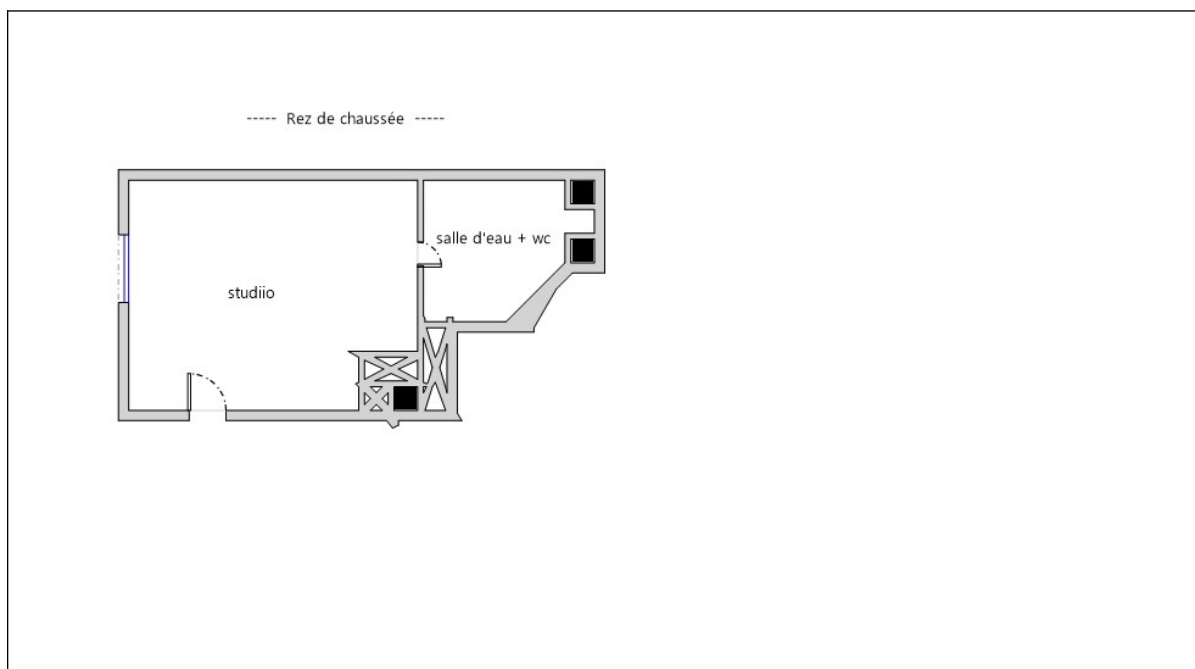 ----- Rez de chaussée -----
salle d'eau + wc
studiio